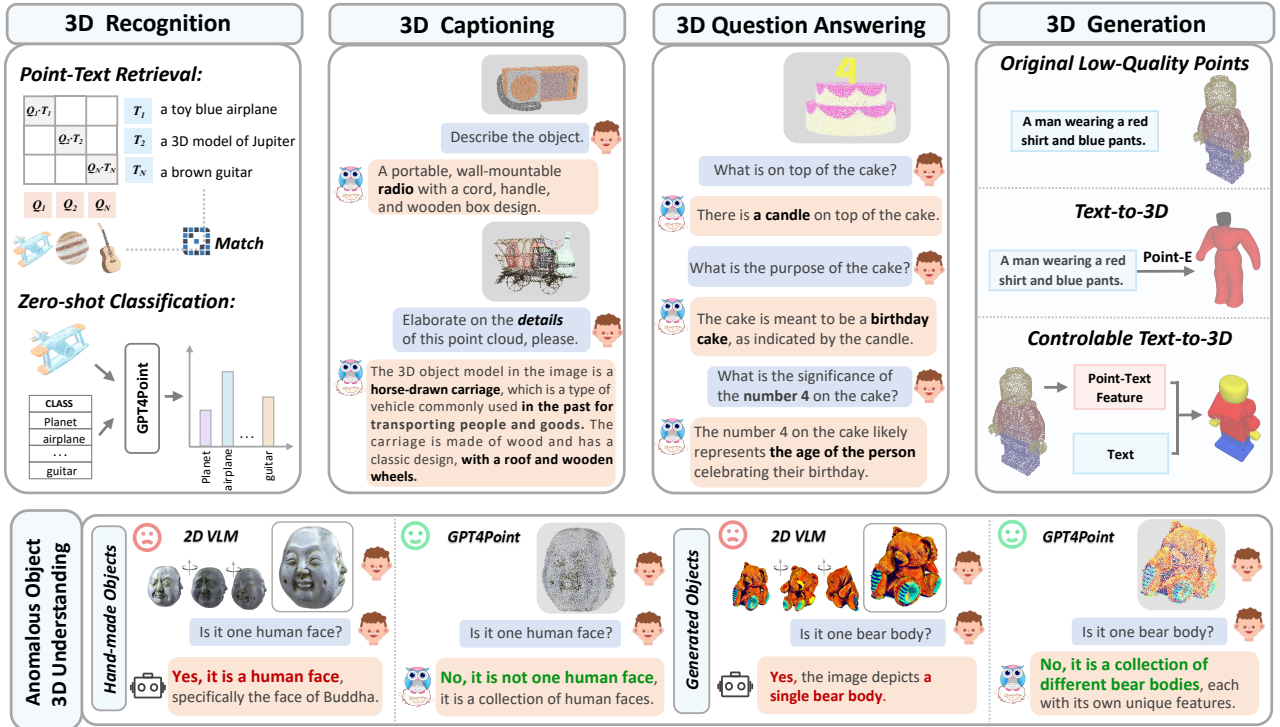 3D Recognition
Point-Text Retrieval:
Q1·T1
Q2·T2
QN·TN
T1 a toy blue airplane
T2 a 3D model of Jupiter
TN a brown guitar
Q1 Q2 QN
Match
Zero-shot Classification:
CLASS
Planet
airplane
...
guitar
GPT4Point
...
Planet
airplane
guitar
3D Captioning
Describe the object.
A portable, wall-mountable
radio with a cord, handle,
and wooden box design.
Elaborate on the details
of this point cloud, please.
The 3D object model in the image is a
horse-drawn carriage, which is a type of
vehicle commonly used in the past for
transporting people and goods. The
carriage is made of wood and has a
classic design, with a roof and wooden
wheels.
3D Question Answering
4
What is on top of the cake?
There is a candle on top of the cake.
What is the purpose of the cake?
The cake is meant to be a birthday
cake, as indicated by the candle.
What is the significance of
the number 4 on the cake?
The number 4 on the cake likely
represents the age of the person
celebrating their birthday.
3D Generation
Original Low-Quality Points
A man wearing a red
shirt and blue pants.
Text-to-3D
A man wearing a red
shirt and blue pants.
Point-E
Controlable Text-to-3D
Point-Text
Feature
Text
Anomalous Object
3D Understanding
Hand-made Objects
2D VLM
Is it one human face?
Yes, it is a human face,
specifically the face of Buddha.
GPT4Point
Is it one human face?
No, it is not one human face,
it is a collection of human faces.
Generated Objects
2D VLM
Is it one bear body?
Yes, the image depicts a
single bear body.
GPT4Point
Is it one bear body?
No, it is a collection of
different bear bodies, each
with its own unique features.